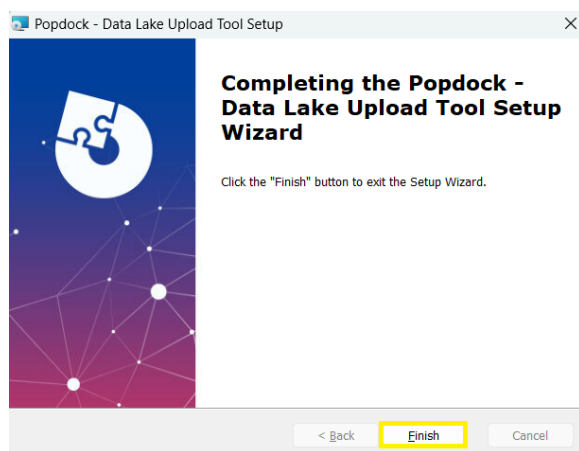 Popdock - Data Lake Upload Tool Setup
Completing the Popdock -
Data Lake Upload Tool Setup
Wizard
Click the "Finish" button to exit the Setup Wizard.
< Back Finish Cancel